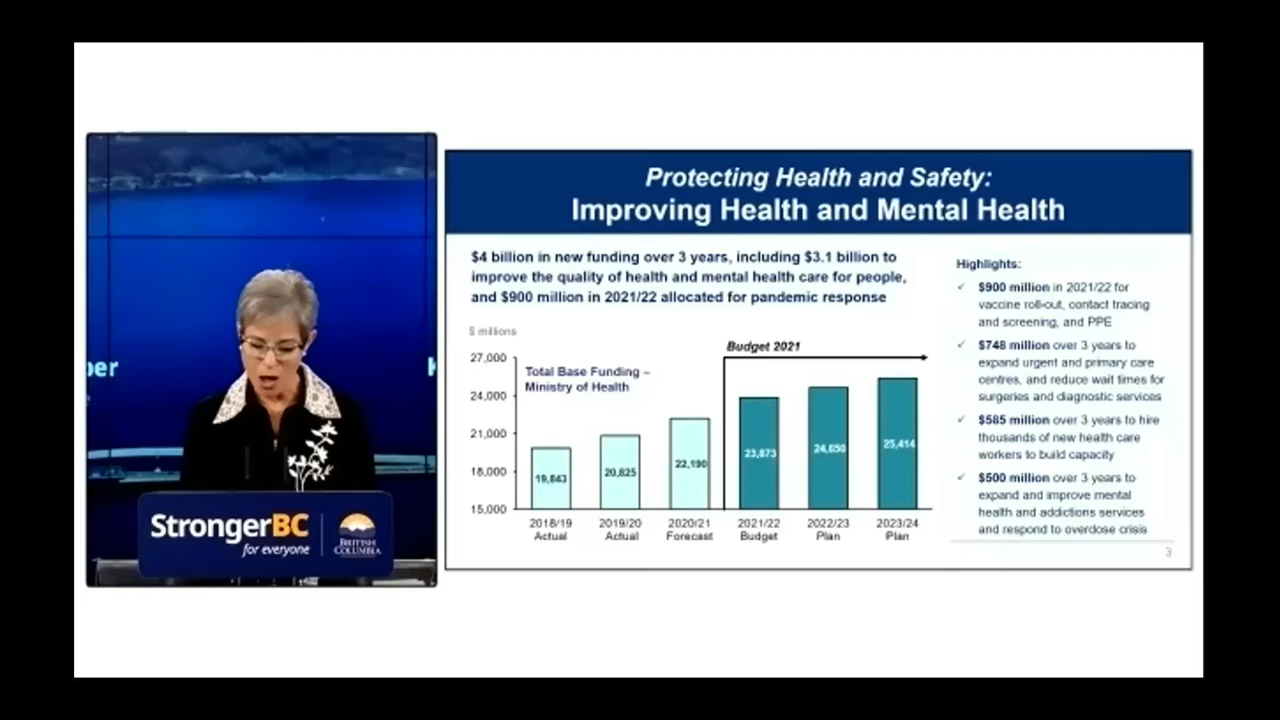 per
K
StrongerBC
for everyone
BRITISH
COLUMBIA
Protecting Health and Safety:
Improving Health and Mental Health
$4 billion in new funding over 3 years, including $3.1 billion to
improve the quality of health and mental health care for people,
and $900 million in 2021/22 allocated for pandemic response
$ millions
Budget 2021
Total Base Funding –
Ministry of Health
27,000
24,000
21,000
18,000
15,000
19,843
20,825
22,190
23,873
24,650
25,414
2018/19 2019/20 2020/21 2021/22 2022/23 2023/24
Actual Actual Forecast Budget Plan Plan
Highlights:
✓ $900 million in 2021/22 for
vaccine roll-out, contact tracing
and screening, and PPE
✓ $748 million over 3 years to
expand urgent and primary care
centres, and reduce wait times for
surgeries and diagnostic services
✓ $585 million over 3 years to hire
thousands of new health care
workers to build capacity
✓ $500 million over 3 years to
expand and improve mental
health and addictions services
and respond to overdose crisis
3